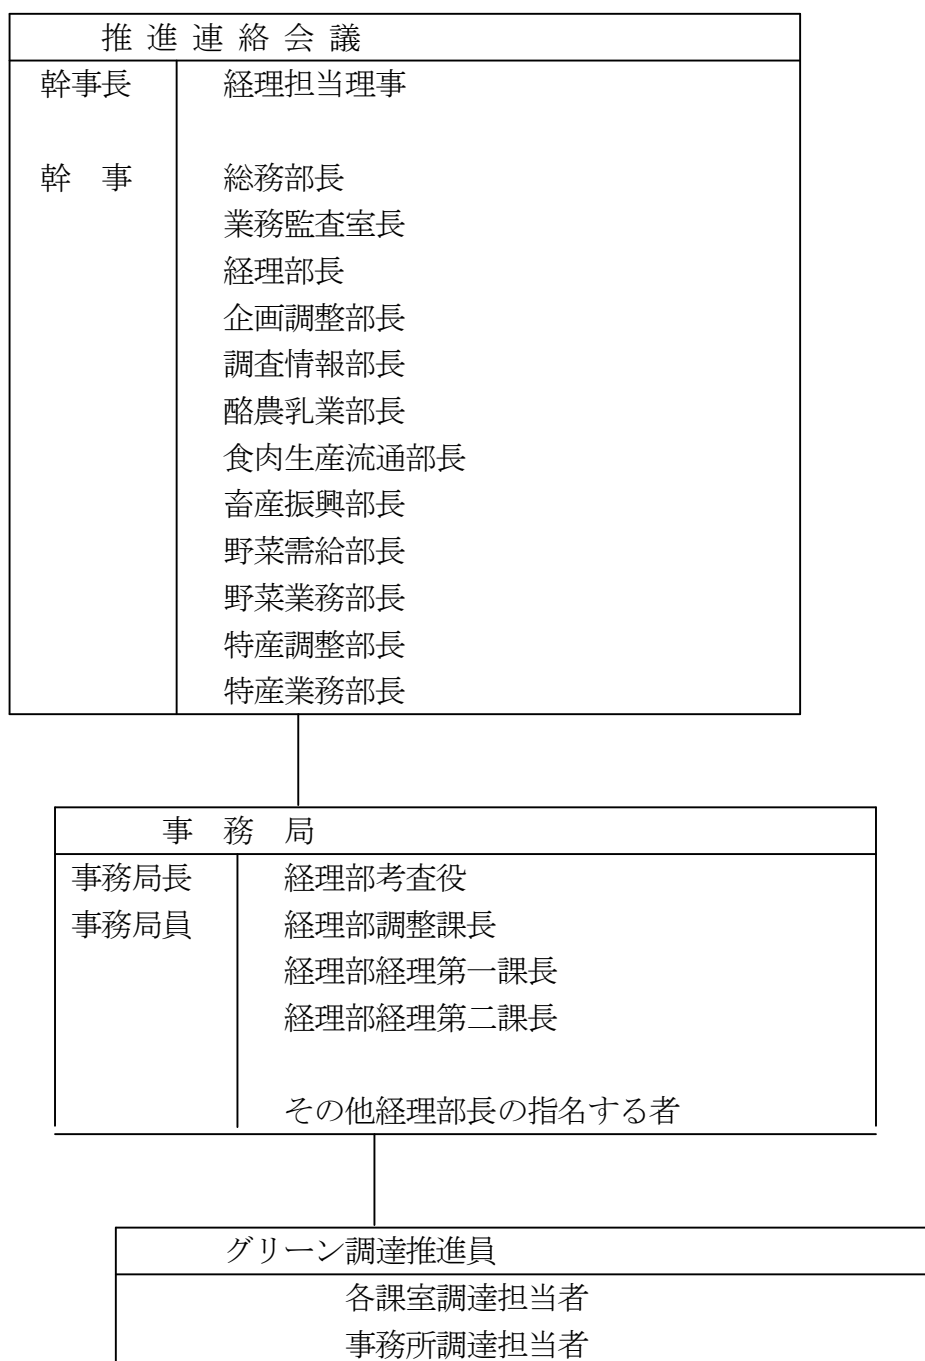 推 進 連 絡 会 議
幹事長 経理担当理事
幹 事 総務部長
業務監査室長
経理部長
企画調整部長
調査情報部長
酪農乳業部長
食肉生産流通部長
畜産振興部長
野菜需給部長
野菜業務部長
特産調整部長
特産業務部長
事 務 局
事務局長 経理部考査役
事務局員 経理部調整課長
経理部経理第一課長
経理部経理第二課長
その他経理部長の指名する者
グリーン調達推進員
各課室調達担当者
事務所調達担当者